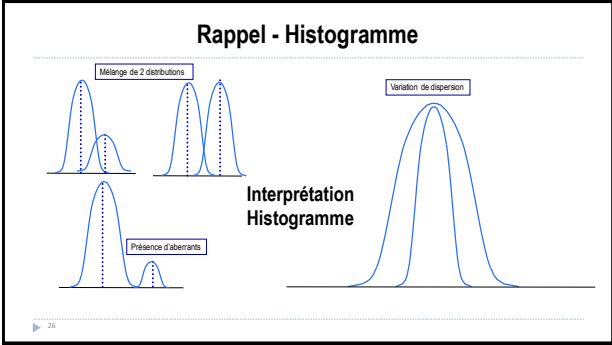 Rappel - Histogramme
Mélange de 2 distributions
Variation de dispersion
Interprétation
Histogramme
Présence d'aberrants
26